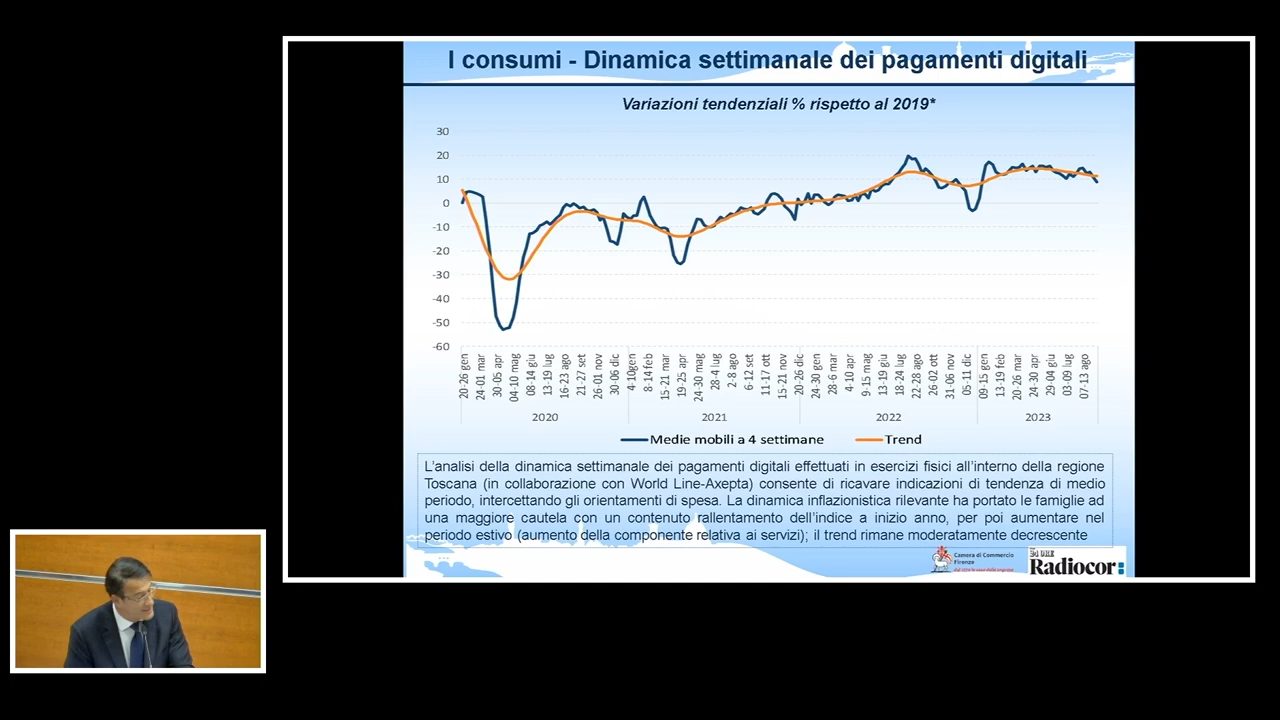 I consumi - Dinamica settimanale dei pagamenti digitali
Variazioni tendenziali % rispetto al 2019*
30
20
10
0
-10
-20
-30
-40
-50
-60
20-26 gen
24-01 mar
30-05 apr
04-10 mag
08-14 giu
13-19 lug
16-23 ago
21-27 set
26-01 nov
30-06 dic
4-10gen
8-14 feb
15-21 mar
19-25 apr
24-30 mag
28-4 lug
2-8 ago
6-12 set
11-17 ott
15-21 nov
20-26 dic
24-30 gen
28-6 mar
4-10 apr
9-15 mag
13-19 giu
18-24 lug
22-28 ago
26-02 ott
31-06 nov
05-11 dic
09-15 gen
13-19 feb
20-26 mar
24-30 apr
29-04 giu
03-09 lug
07-13 ago
2020 2021 2022 2023
Medie mobili a 4 settimane Trend
L'analisi della dinamica settimanale dei pagamenti digitali effettuati in esercizi fisici all'interno della regione
Toscana (in collaborazione con World Line-Axepta) consente di ricavare indicazioni di tendenza di medio
periodo, intercettando gli orientamenti di spesa. La dinamica inflazionistica rilevante ha portato le famiglie ad
una maggiore cautela con un contenuto rallentamento dell'indice a inizio anno, per poi aumentare nel
periodo estivo (aumento della componente relativa ai servizi); il trend rimane moderatamente decrescente
Camera di Commercio
Firenze
24 ORE
Radiocor